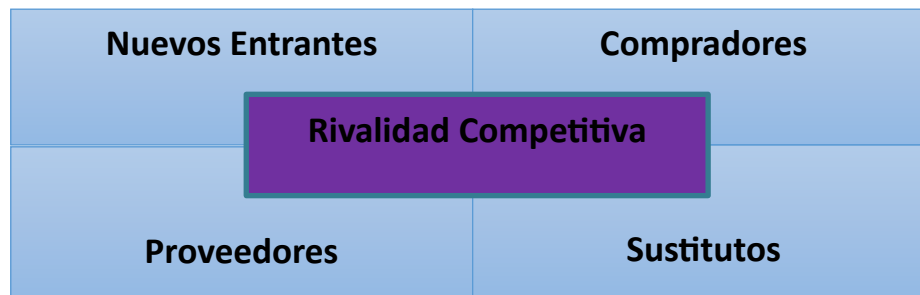 Nuevos Entrantes
Compradores
Rivalidad Competitiva
Proveedores
Sustitutos